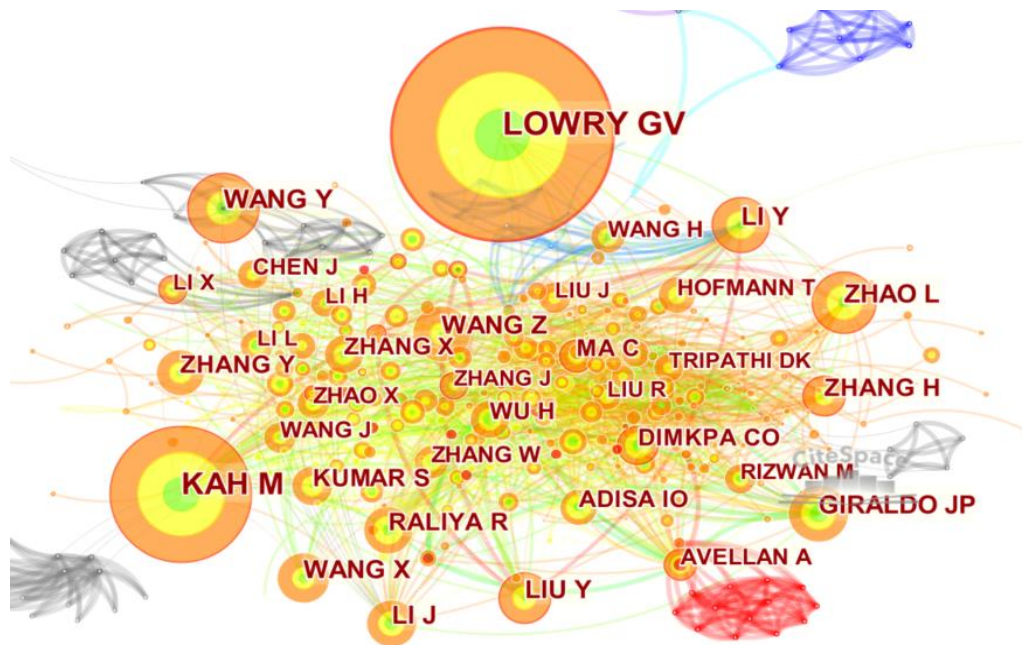 LOWRY GV
WANG Y
LI Y
WANG H
CHEN J
LI X
LI H
LIU J
HOFMANN T
ZHAO L
WANG Z
LI L
ZHANG X
MA C
ZHANG Y
TRIPATHI DK
ZHANG J
ZHAO X
LIU R
ZHANG H
WU H
WANG J
DIMKPA CO
ZHANG W
CiteSpace
KUMAR S
RIZWAN M
KAH M
ADISA IO
GIRALDO JP
RALIYA R
AVELLAN A
WANG X
LIU Y
LI J